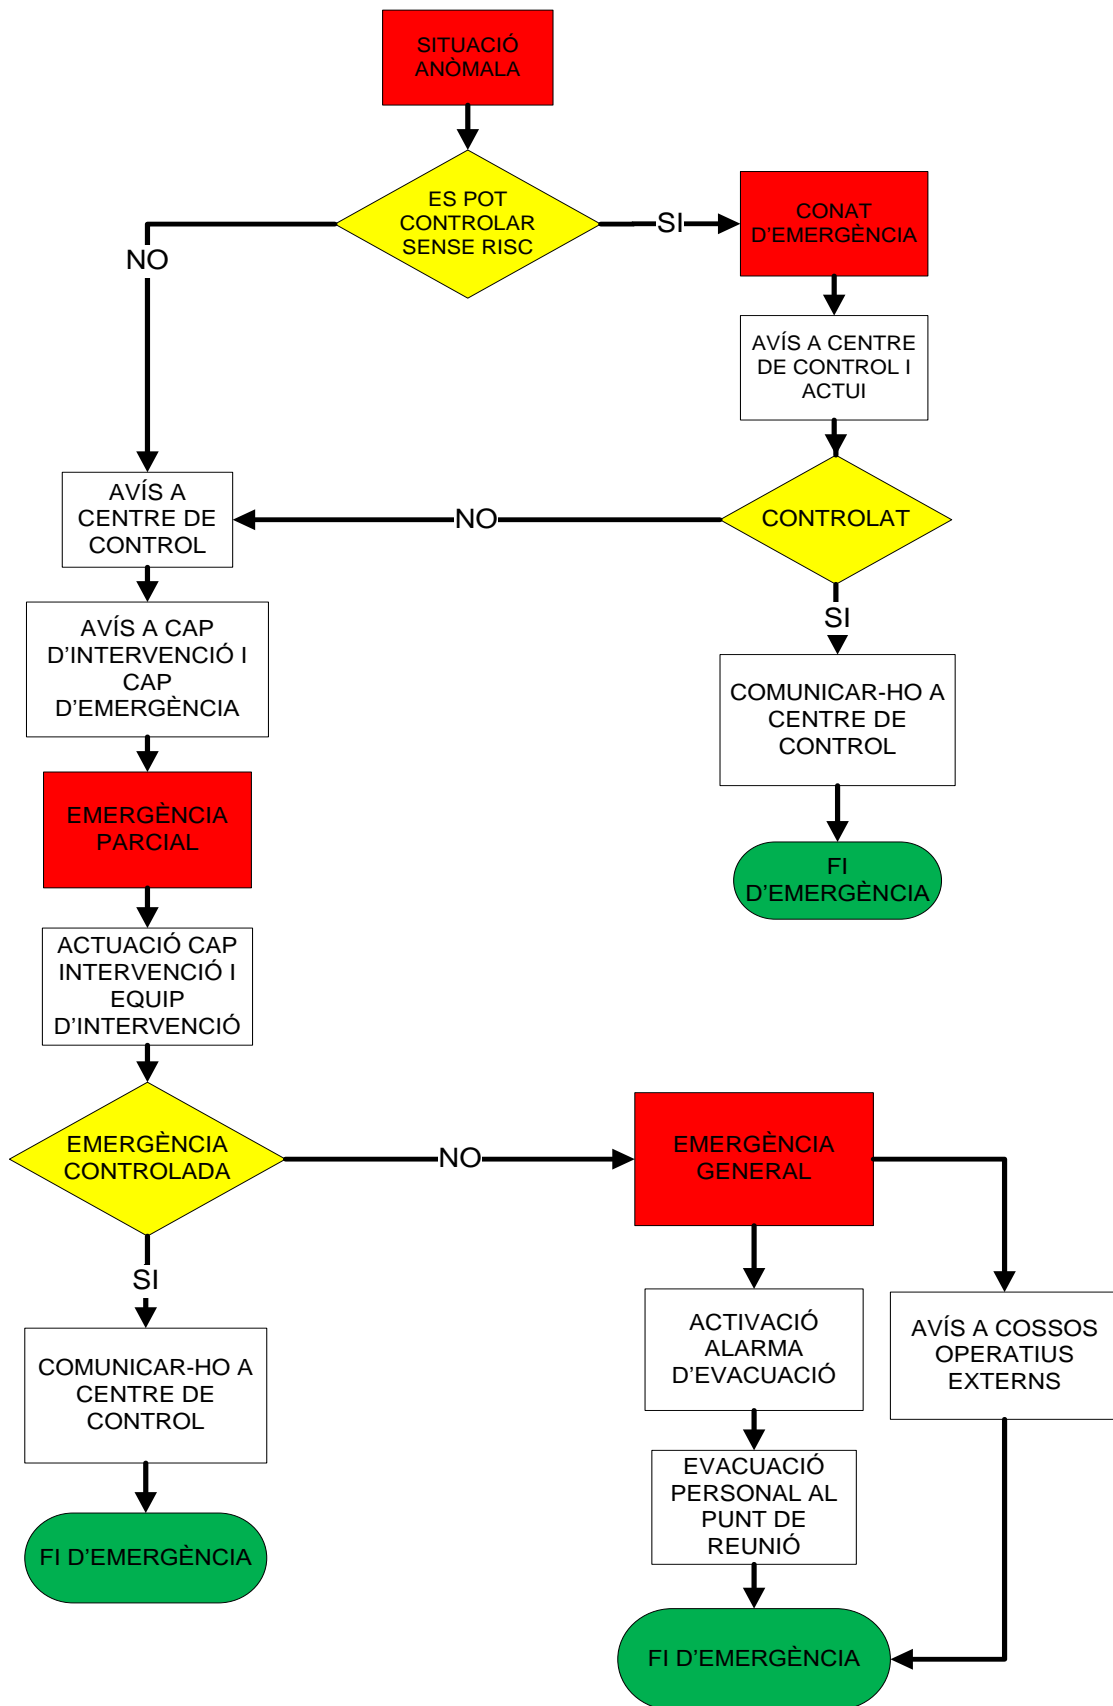 SITUACIÓ
ANÒMALA
ES POT
CONTROLAR
SENSE RISC
SI
CONAT
D'EMERGÈNCIA
NO
AVÍS A CENTRE
DE CONTROL I
ACTUI
AVÍS A
CENTRE DE
CONTROL
NO
CONTROLAT
SI
AVÍS A CAP
D'INTERVENCIÓ I
CAP
D'EMERGÈNCIA
COMUNICAR-HO A
CENTRE DE
CONTROL
EMERGÈNCIA
PARCIAL
FI
D'EMERGÈNCIA
ACTUACIÓ CAP
INTERVENCIÓ I
EQUIP
D'INTERVENCIÓ
EMERGÈNCIA
CONTROLADA
NO
EMERGÈNCIA
GENERAL
SI
COMUNICAR-HO A
CENTRE DE
CONTROL
ACTIVACIÓ
ALARMA
D'EVACUACIÓ
AVÍS A COSSOS
OPERATIUS
EXTERNS
EVACUACIÓ
PERSONAL AL
PUNT DE
REUNIÓ
FI D'EMERGÈNCIA
FI D'EMERGÈNCIA